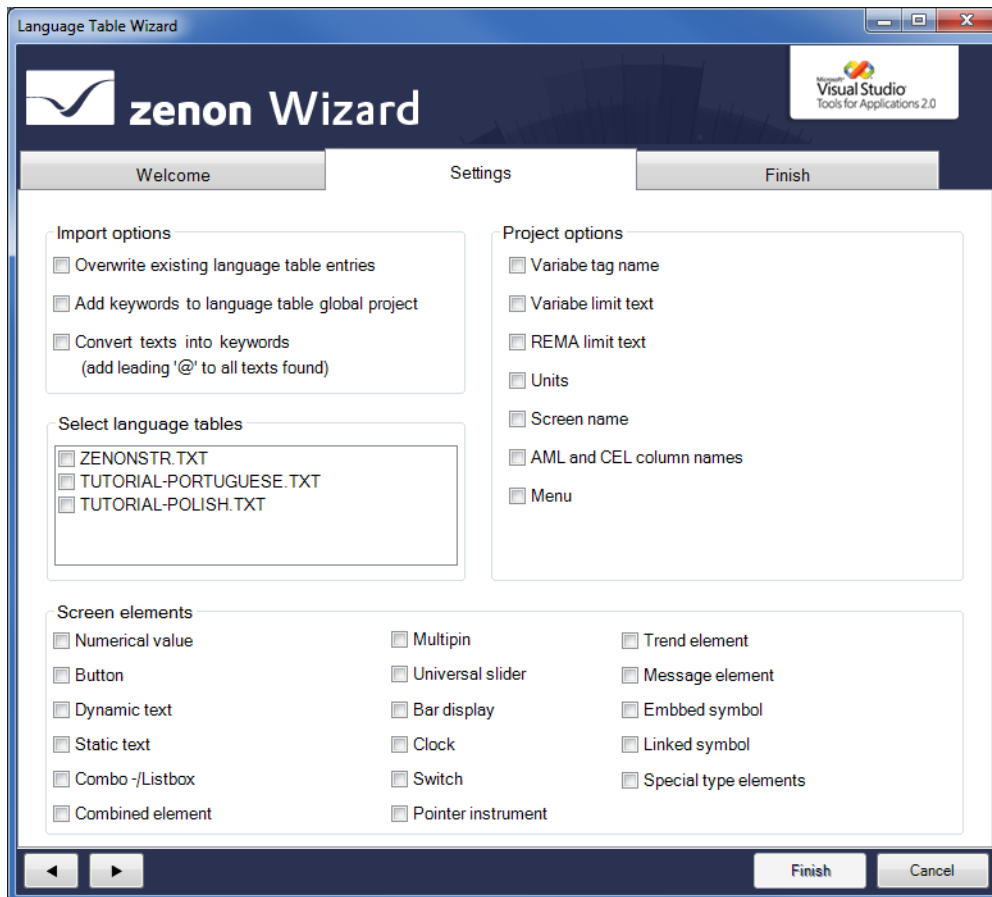 Language Table Wizard
zenon Wizard
Microsoft
Visual Studio
Tools for Applications 2.0
Welcome
Settings
Finish
Import options
Overwrite existing language table entries
Add keywords to language table global project
Convert texts into keywords
(add leading '@' to all texts found)
Select language tables
ZENONSTR.TXT
TUTORIAL-PORTUGUESE.TXT
TUTORIAL-POLISH.TXT
Project options
Variabe tag name
Variabe limit text
REMA limit text
Units
Screen name
AML and CEL column names
Menu
Screen elements
Numerical value
Button
Dynamic text
Static text
Combo -/Listbox
Combined element
Multipin
Universal slider
Bar display
Clock
Switch
Pointer instrument
Trend element
Message element
Embbed symbol
Linked symbol
Special type elements
Finish
Cancel